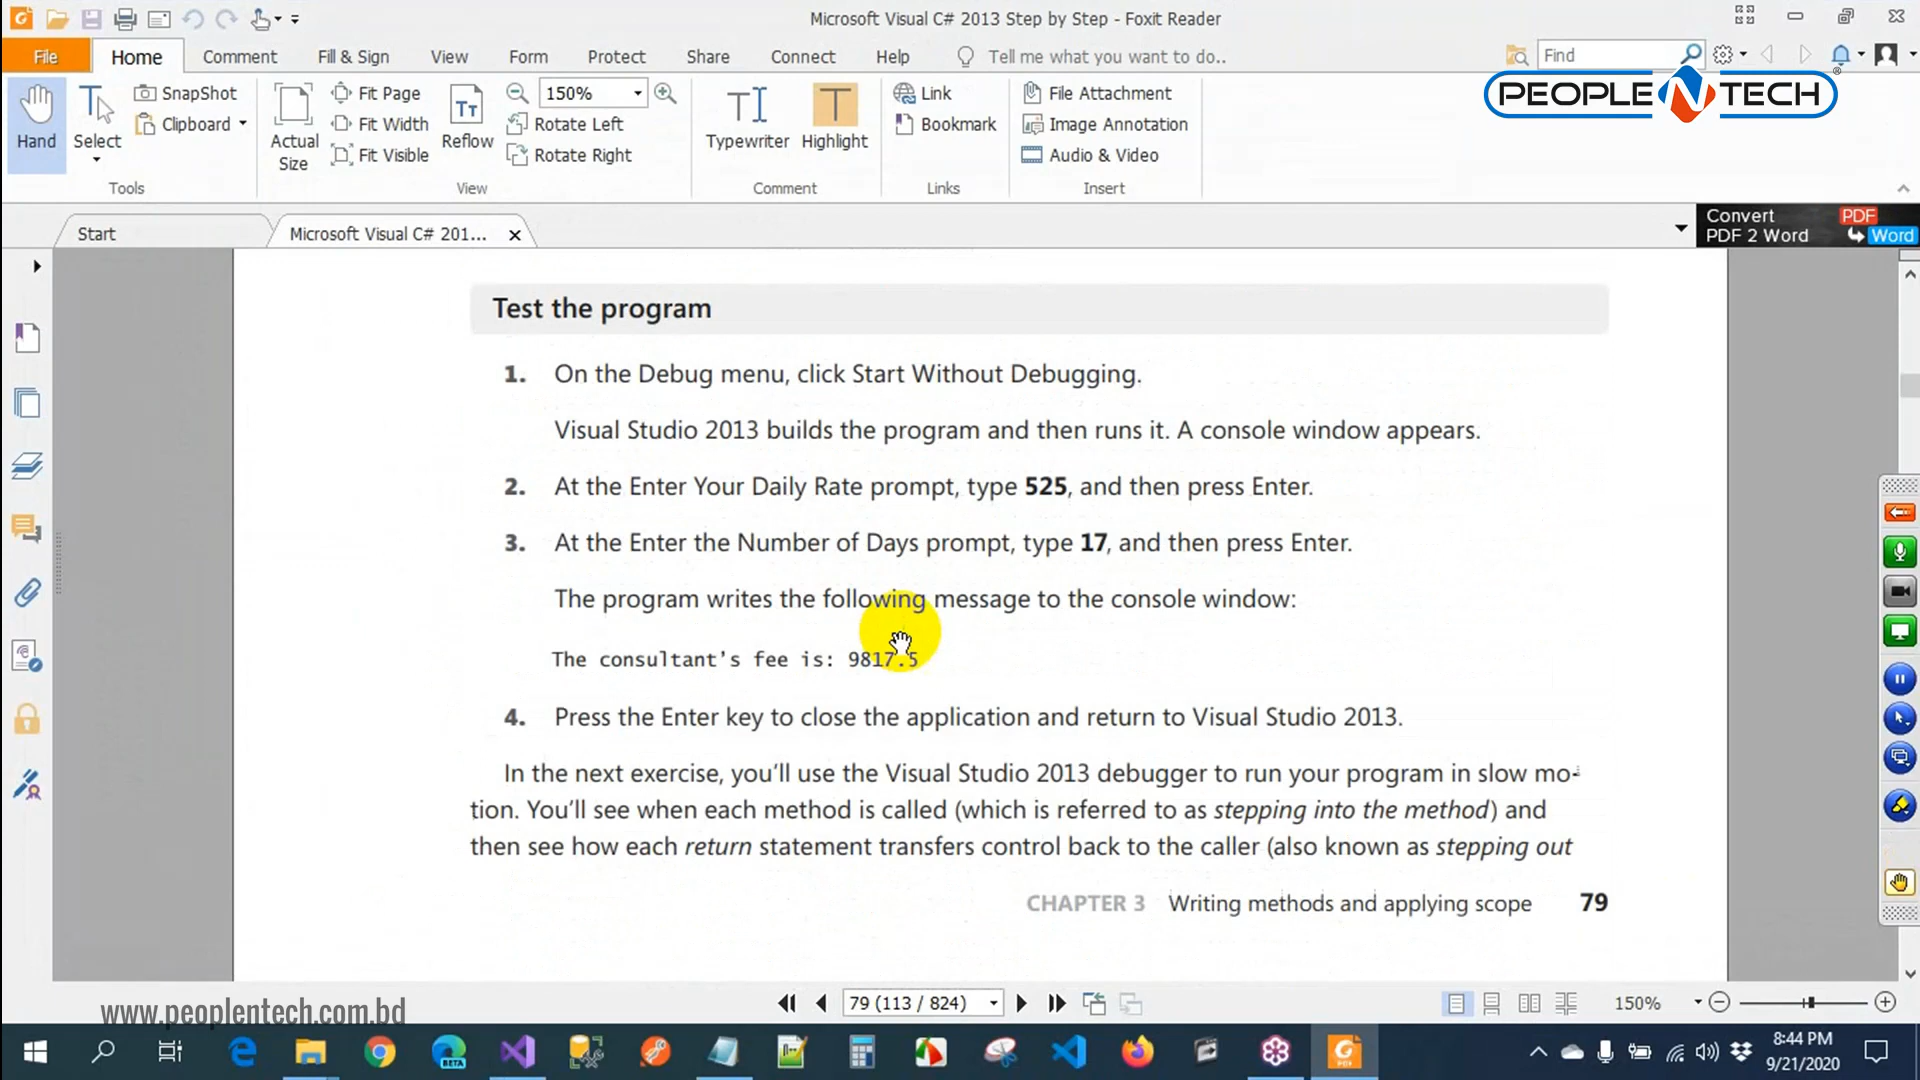 Microsoft Visual C# 2013 Step by Step - Foxit Reader
File Home Comment Fill & Sign View Form Protect Share Connect Help Tell me what you want to do.. Find
PEOPLE N TECH
Hand
Select
SnapShot
Clipboard
Tools
Actual Size
Fit Page
Fit Width
Fit Visible
Reflow
150%
Rotate Left
Rotate Right
View
Typewriter
Highlight
Comment
Link
Bookmark
Links
File Attachment
Image Annotation
Audio & Video
Insert
Start
Microsoft Visual C# 201...
Convert PDF
PDF 2 Word Word
Test the program
1. On the Debug menu, click Start Without Debugging.
Visual Studio 2013 builds the program and then runs it. A console window appears.
2. At the Enter Your Daily Rate prompt, type 525, and then press Enter.
3. At the Enter the Number of Days prompt, type 17, and then press Enter.
The program writes the following message to the console window:
The consultant's fee is: 9817.5
4. Press the Enter key to close the application and return to Visual Studio 2013.
In the next exercise, you'll use the Visual Studio 2013 debugger to run your program in slow mo-
tion. You'll see when each method is called (which is referred to as stepping into the method) and
then see how each return statement transfers control back to the caller (also known as stepping out
CHAPTER 3 Writing methods and applying scope 79
www.peoplentech.com.bd
79 (113 / 824)
150%
BETA
8:44 PM
9/21/2020